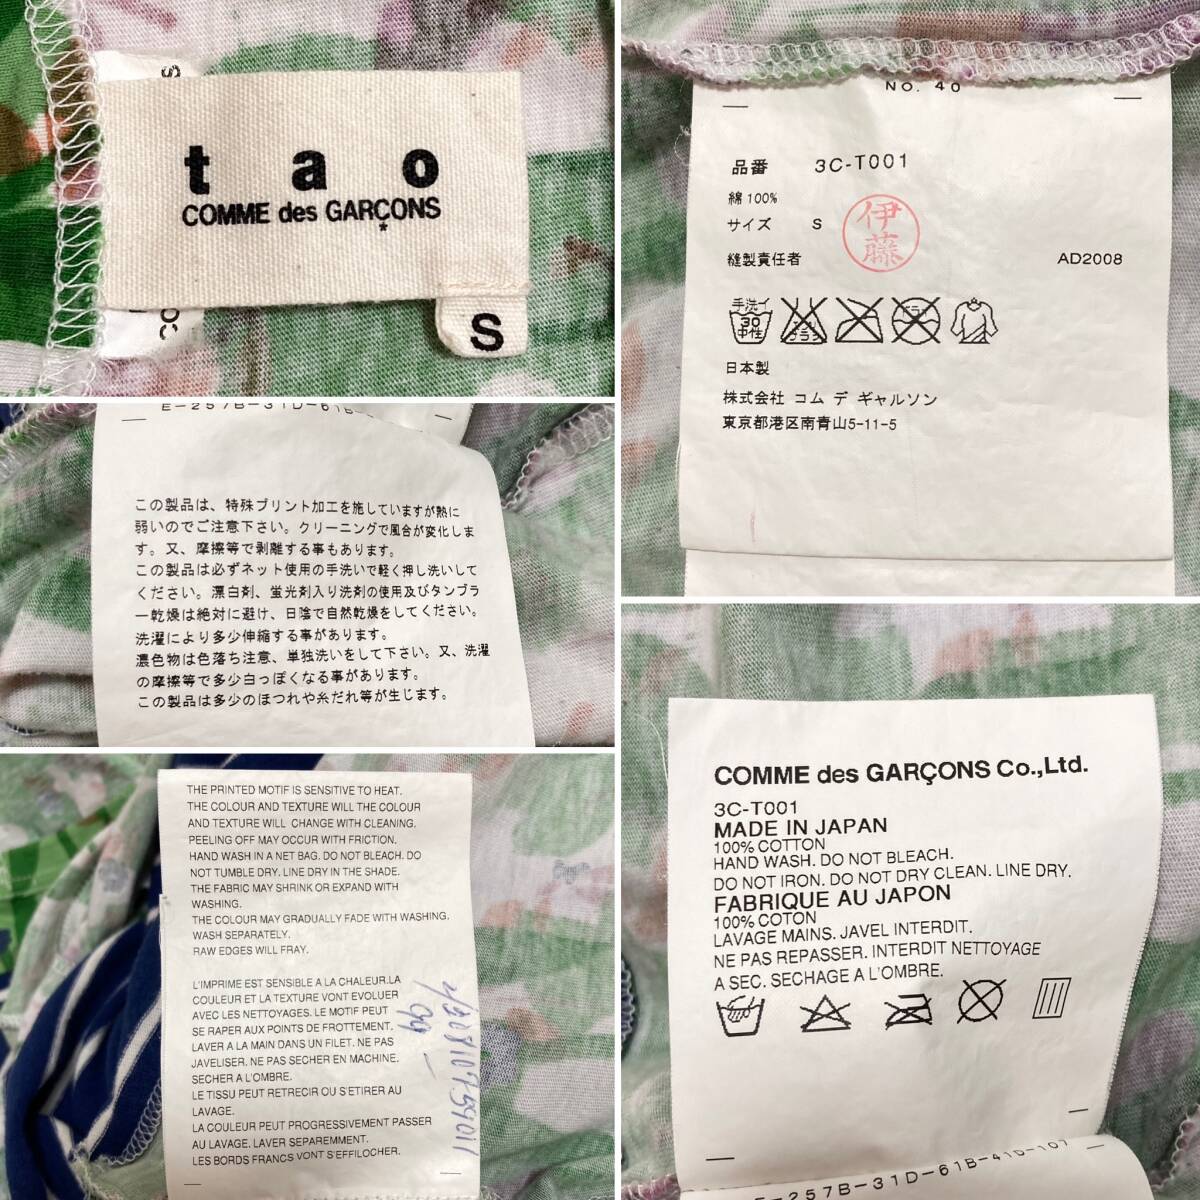 t a o
COMME des GARÇONS
*
S
NO. 40
品番 3C-T001
綿100%
サイズ S
伊藤
縫製責任者 AD2008
手洗イ
30
中性
エンソサラシ
ドライ
日本製
株式会社 コム デ ギャルソン
東京都港区南青山5-11-5
E-257B-31D-61B
この製品は、特殊プリント加工を施していますが熱に
弱いのでご注意下さい。クリーニングで風合が変化しま
す。又、摩擦等で剥離する事もあります。
この製品は必ずネット使用の手洗いで軽く押し洗いして
ください。漂白剤、蛍光剤入り洗剤の使用及びタンブラ
ー乾燥は絶対に避け、日陰で自然乾燥をしてください。
洗濯により多少伸縮する事があります。
濃色物は色落ち注意、単独洗いをして下さい。又、洗濯
の摩擦等で多少白っぽくなる事があります。
この製品は多少のほつれや糸だれ等が生じます。
THE PRINTED MOTIF IS SENSITIVE TO HEAT.
THE COLOUR AND TEXTURE WILL THE COLOUR
AND TEXTURE WILL CHANGE WITH CLEANING.
PEELING OFF MAY OCCUR WITH FRICTION.
HAND WASH IN A NET BAG. DO NOT BLEACH. DO
NOT TUMBLE DRY. LINE DRY IN THE SHADE.
THE FABRIC MAY SHRINK OR EXPAND WITH
WASHING.
THE COLOUR MAY GRADUALLY FADE WITH WASHING.
WASH SEPARATELY.
RAW EDGES WILL FRAY.
L'IMPRIME EST SENSIBLE A LA CHALEUR.LA
COULEUR ET LA TEXTURE VONT EVOLUER
AVEC LES NETTOYAGES. LE MOTIF PEUT
SE RAPER AUX POINTS DE FROTTEMENT.
LAVER A LA MAIN DANS UN FILET. NE PAS
JAVELISER. NE PAS SECHER EN MACHINE.
SECHER A L'OMBRE.
LE TISSU PEUT RETRECIR OU S'ETIRER AU
LAVAGE.
LA COULEUR PEUT PROGRESSIVEMENT PASSER
AU LAVAGE. LAVER SEPAREMMENT.
LES BORDS FRANCS VONT S'EFFILOCHER.
COMME des GARÇONS Co.,Ltd.
3C-T001
MADE IN JAPAN
100% COTTON
HAND WASH. DO NOT BLEACH.
DO NOT IRON. DO NOT DRY CLEAN. LINE DRY.
FABRIQUE AU JAPON
100% COTON
LAVAGE MAINS. JAVEL INTERDIT.
NE PAS REPASSER. INTERDIT NETTOYAGE
A SEC. SECHAGE A L'OMBRE.
E-257B-31D-61B-41D-107